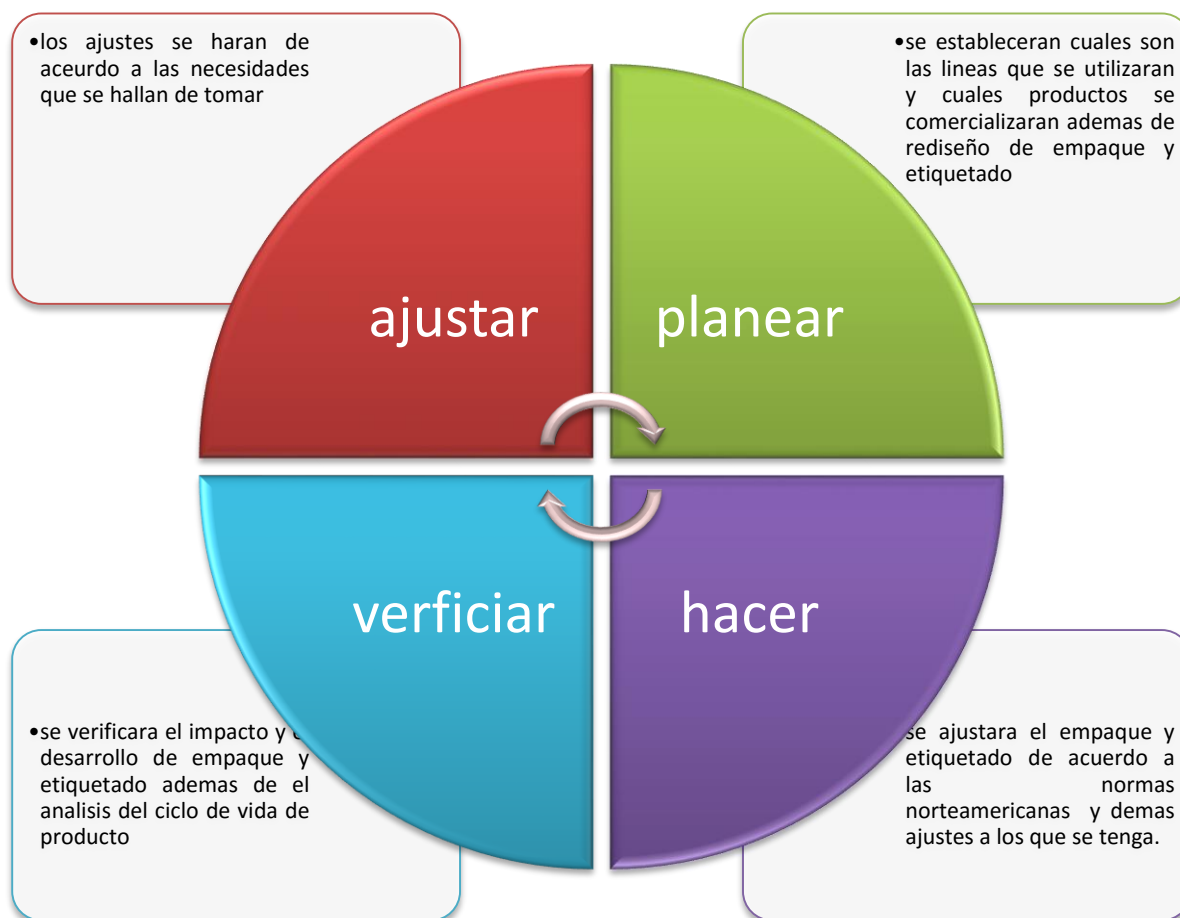 •los ajustes se haran de
aceurdo a las necesidades
que se hallan de tomar
•se estableceran cuales son
las lineas que se utilizaran
y cuales productos se
comercializaran ademas de
rediseño de empaque y
etiquetado
ajustar
planear
verficiar
hacer
•se verificara el impacto y
desarrollo de empaque y
etiquetado ademas de el
analisis del ciclo de vida de
producto
se ajustara el empaque y
etiquetado de acuerdo a
las normas
norteamericanas y demas
ajustes a los que se tenga.